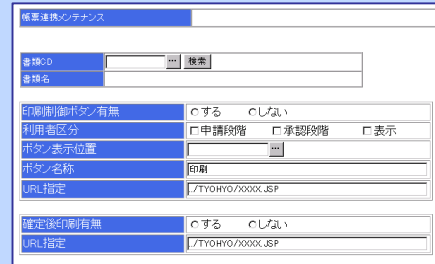 帳票連携メンテナンス
書類CD ... 検索
書類名
印刷制御ボタン有無 ○する ○しない
利用者区分 □申請段階 □承認段階 □表示
ボタン表示位置 ...
ボタン名称 印刷
URL指定 ./TYOHYO/XXXX.JSP
確定後印刷有無 ○する ○しない
URL指定 ./TYOHYO/XXXX.JSP